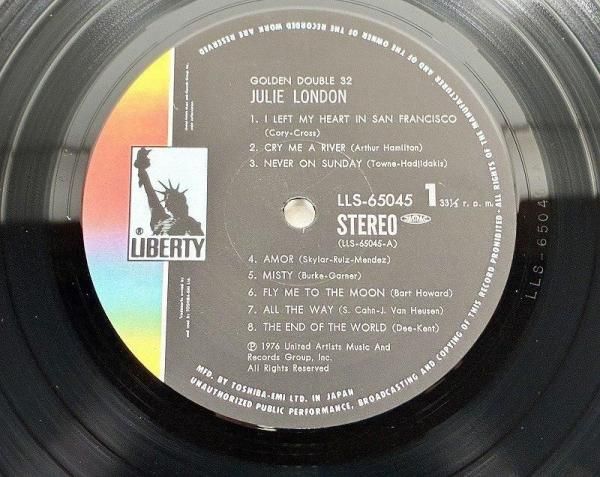 GOLDEN DOUBLE 32
JULIE LONDON
1. I LEFT MY HEART IN SAN FRANCISCO
(Cory-Cross)
2. CRY ME A RIVER (Arthur Hamilton)
3. NEVER ON SUNDAY (Towne-Hadjidakis)
LLS-65045 1 33⅓ r. p. m.
STEREO
(LLS-65045-A)
® LIBERTY
4. AMOR (Skylar-Ruiz-Mendez)
5. MISTY (Burke-Garner)
6. FLY ME TO THE MOON (Bart Howard)
7. ALL THE WAY (S. Cahn-J. Van Heusen)
8. THE END OF THE WORLD (Dee-Kent)
Ⓟ 1976 United Artists Music And
Records Group, Inc.
All Rights Reserved
MFD. BY TOSHIBA-EMI LTD. IN JAPAN
ALL RIGHTS OF THE MANUFACTURER AND OF THE OWNER OF THE RECORDED WORK ARE RESERVED
UNAUTHORIZED PUBLIC PERFORMANCE, BROADCASTING AND COPYING OF THIS RECORD PROHIBITED
LLS-6504